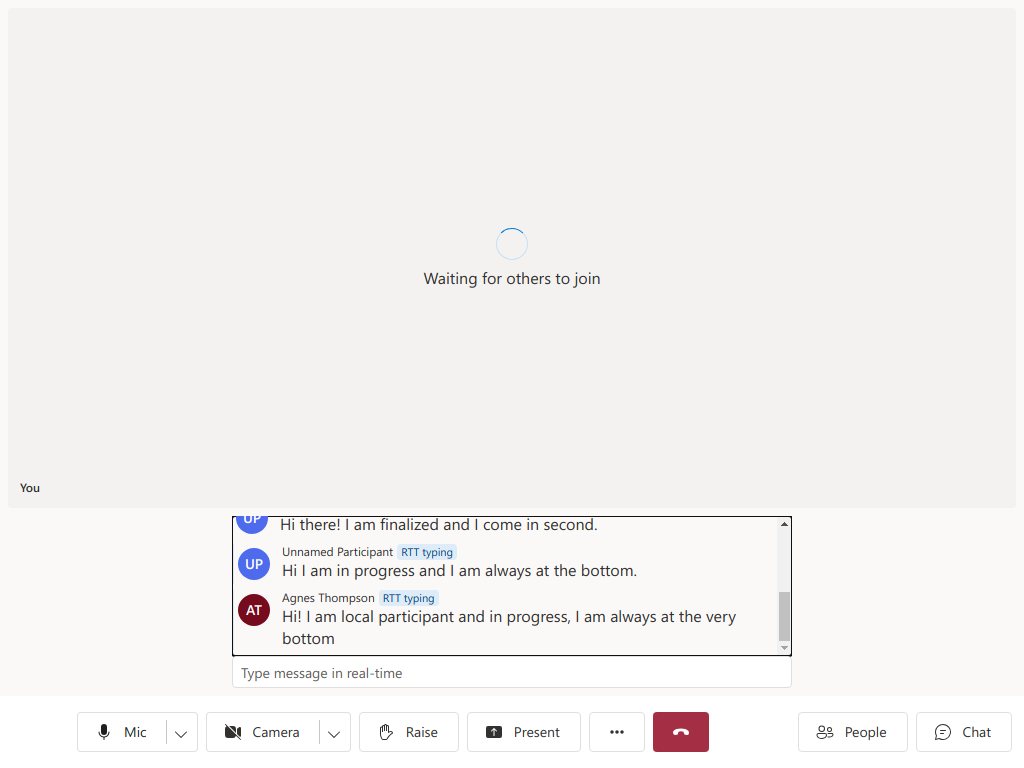 Waiting for others to join
You
UP
Hi there! I am finalized and I come in second.
Unnamed Participant RTT typing
UP
Hi I am in progress and I am always at the bottom.
Agnes Thompson RTT typing
AT
Hi! I am local participant and in progress, I am always at the very
bottom
Type message in real-time
Mic
Camera
Raise
Present
People
Chat